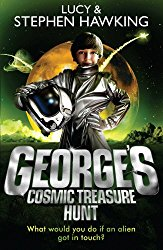 LUCY &
STEPHEN HAWKING
GEORGE'S
COSMIC TREASURE
HUNT
What would you do if an alien
got in touch?